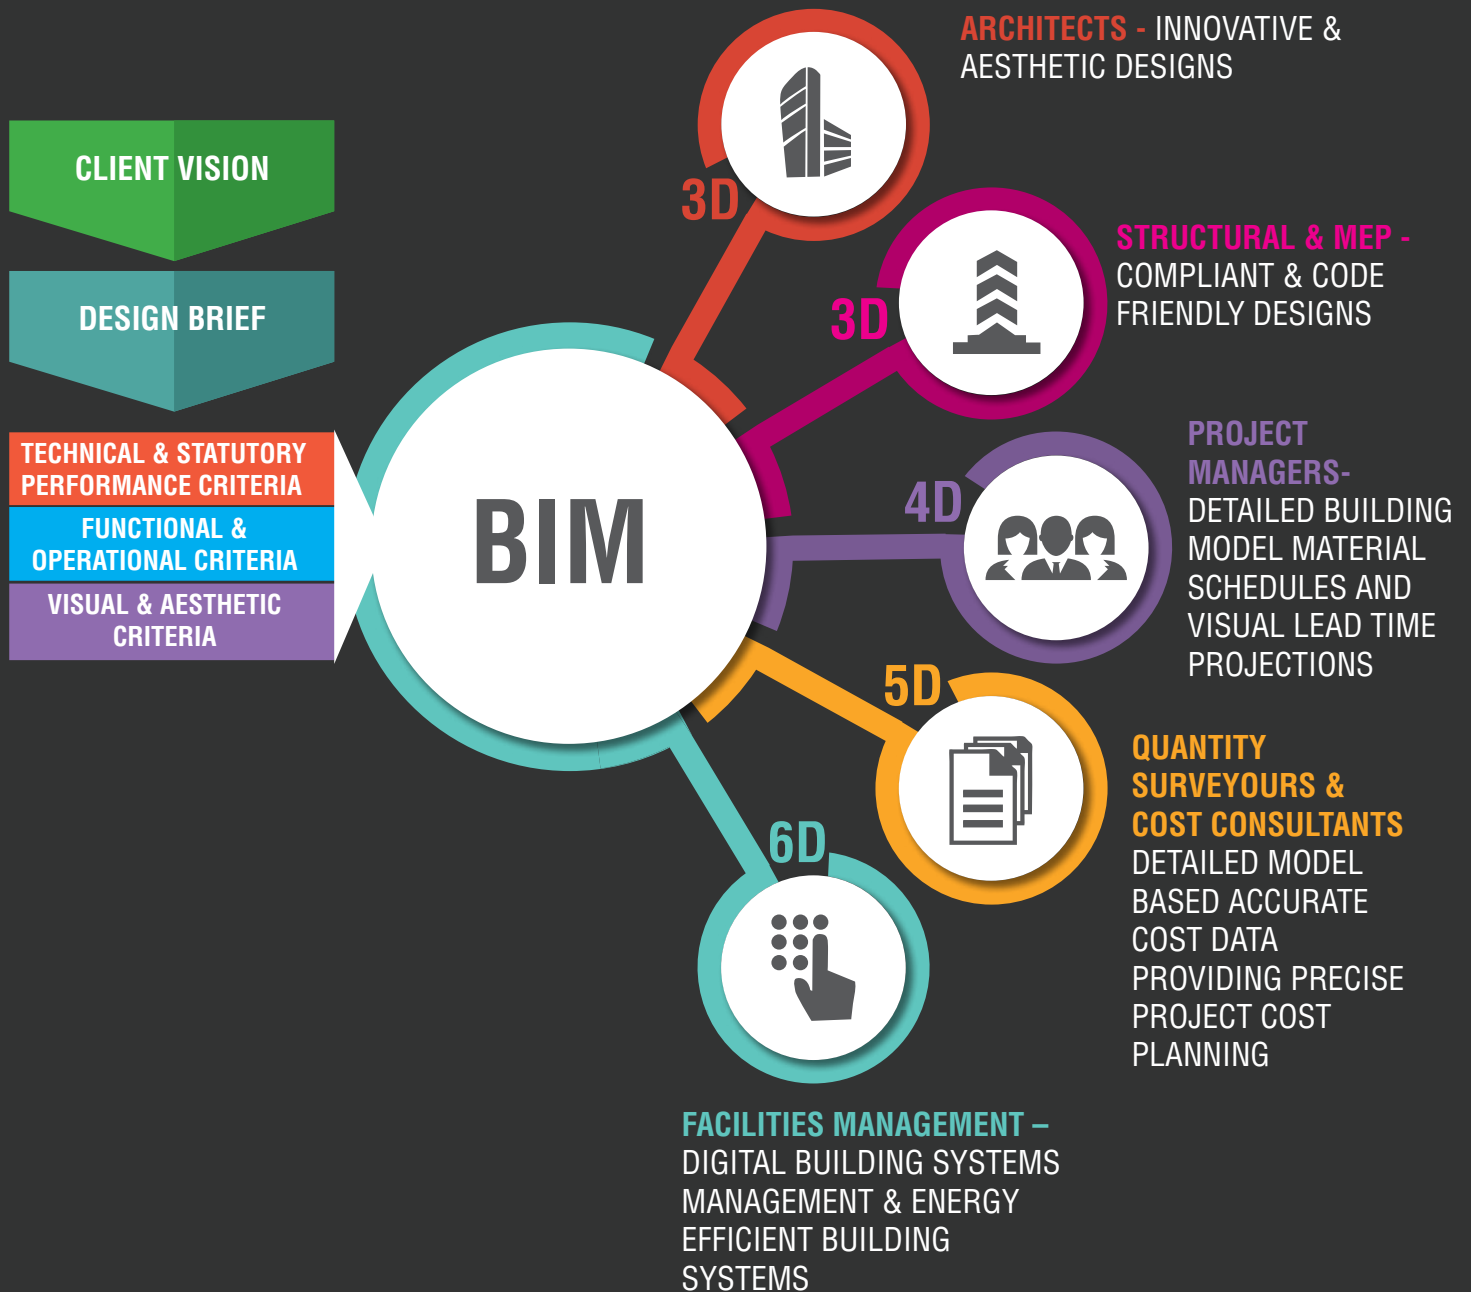 CLIENT VISION
DESIGN BRIEF
TECHNICAL & STATUTORY
PERFORMANCE CRITERIA
FUNCTIONAL &
OPERATIONAL CRITERIA
VISUAL & AESTHETIC
CRITERIA
BIM
3D
ARCHITECTS - INNOVATIVE &
AESTHETIC DESIGNS
3D
STRUCTURAL & MEP -
COMPLIANT & CODE
FRIENDLY DESIGNS
4D
PROJECT
MANAGERS-
DETAILED BUILDING
MODEL MATERIAL
SCHEDULES AND
VISUAL LEAD TIME
PROJECTIONS
5D
QUANTITY
SURVEYOURS &
COST CONSULTANTS
DETAILED MODEL
BASED ACCURATE
COST DATA
PROVIDING PRECISE
PROJECT COST
PLANNING
6D
FACILITIES MANAGEMENT –
DIGITAL BUILDING SYSTEMS
MANAGEMENT & ENERGY
EFFICIENT BUILDING
SYSTEMS